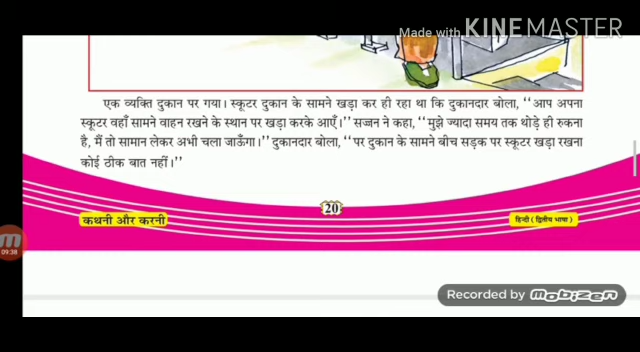 Made with KINEMASTER
एक व्यक्ति दुकान पर गया। स्कूटर दुकान के सामने खड़ा कर ही रहा था कि दुकानदार बोला, ‘‘आप अपना
स्कूटर वहाँ सामने वाहन रखने के स्थान पर खड़ा करके आएँ।’’ सज्जन ने कहा, ‘‘मुझे ज्यादा समय तक थोड़े ही रुकना
है, मैं तो सामान लेकर अभी चला जाऊँगा।’’ दुकानदार बोला, ‘‘पर दुकान के सामने बीच सड़क पर स्कूटर खड़ा रखना
कोई ठीक बात नहीं।’’
20
कथनी और करनी
हिन्दी (द्वितीय भाषा)
09:38
Recorded by mobizen